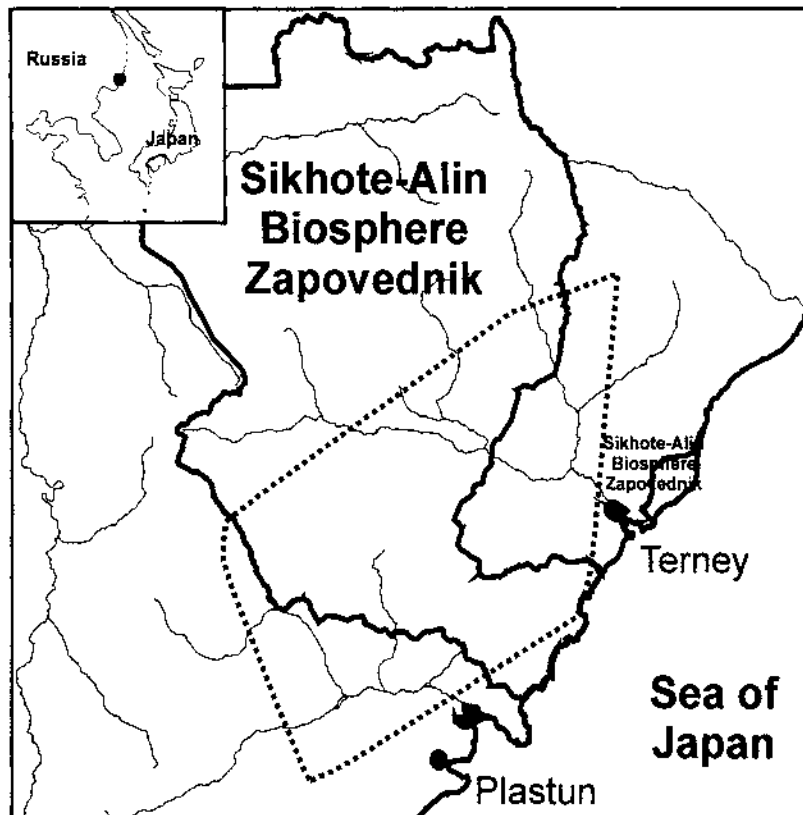 Russia
Japan
Sikhote-Alin
Biosphere
Zapovednik
Sikhote-Alin
Biosphere
Zapovednik
Terney
Sea of
Japan
Plastun